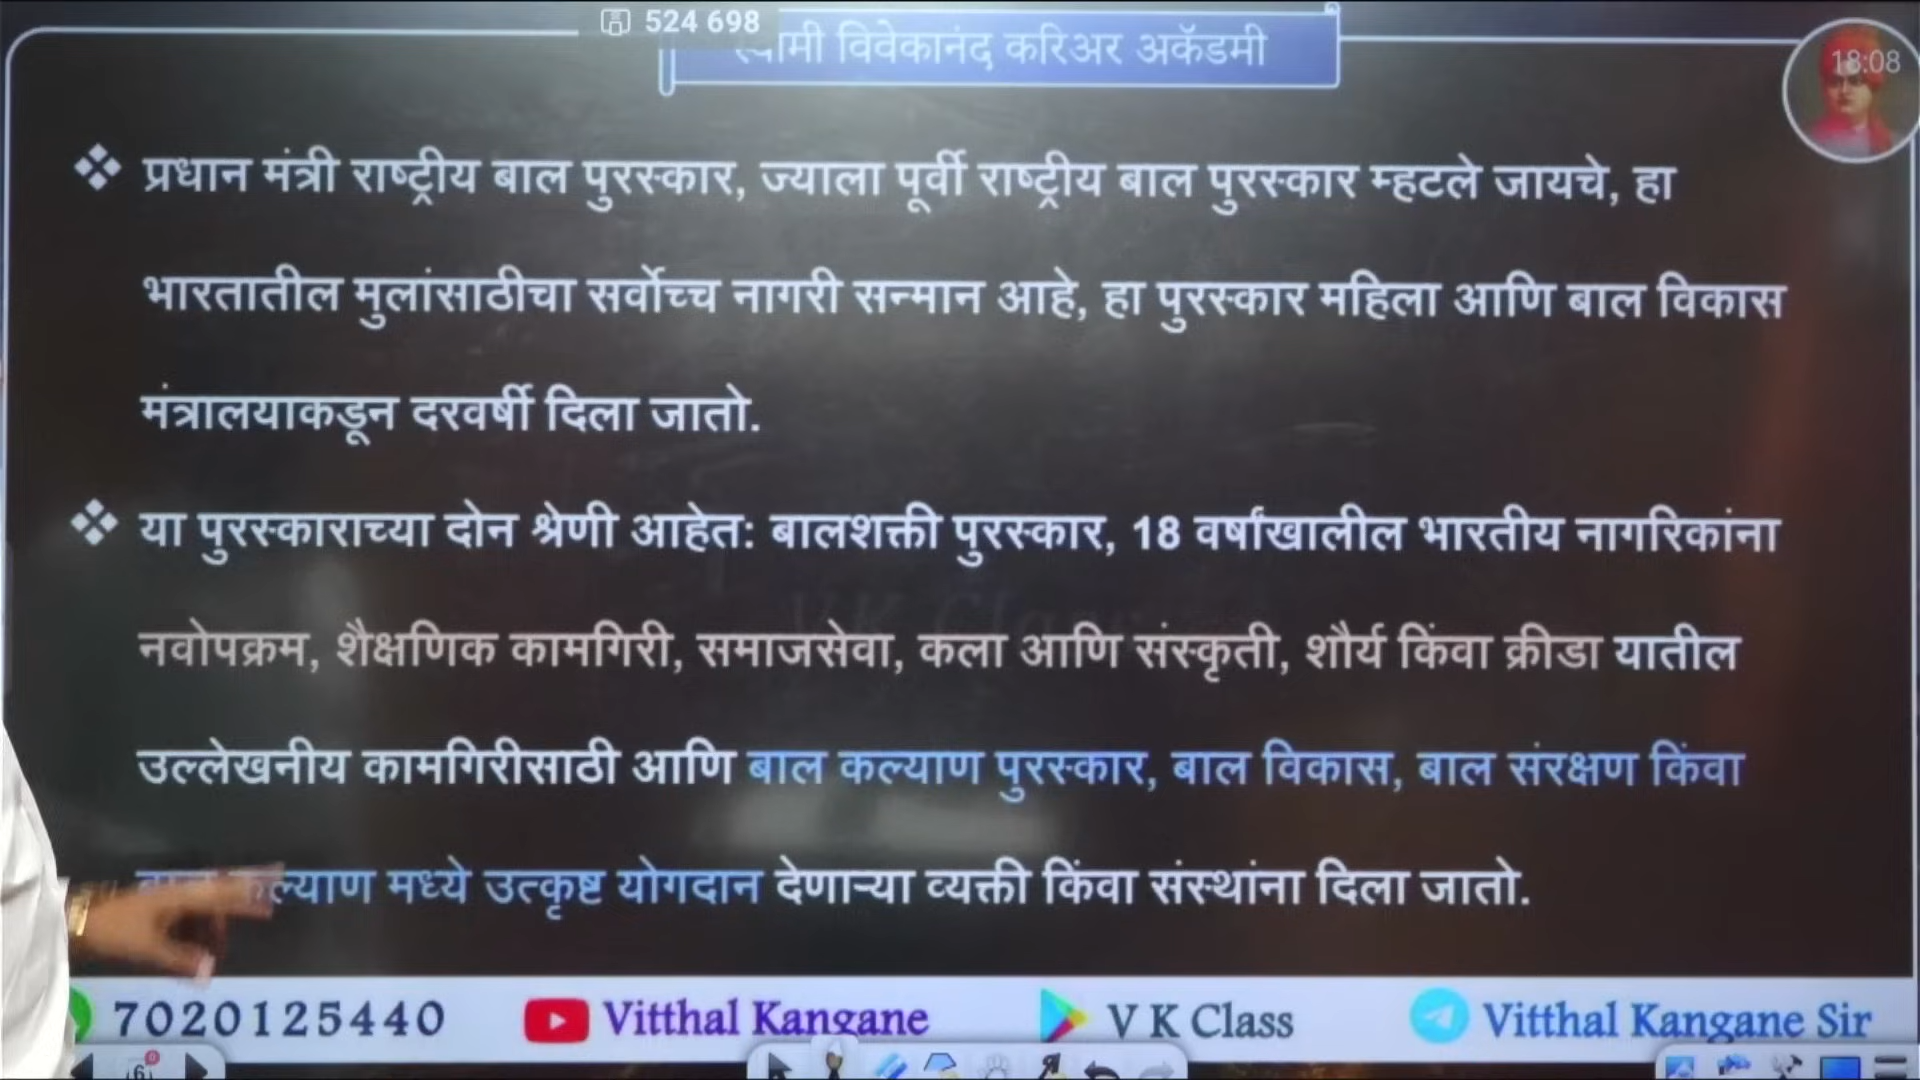 524 698
स्वामी विवेकानंद करिअर अकॅडमी
18:08
❖ प्रधान मंत्री राष्ट्रीय बाल पुरस्कार, ज्याला पूर्वी राष्ट्रीय बाल पुरस्कार म्हटले जायचे, हा
भारतातील मुलांसाठीचा सर्वोच्च नागरी सन्मान आहे, हा पुरस्कार महिला आणि बाल विकास
मंत्रालयाकडून दरवर्षी दिला जातो.
❖ या पुरस्काराच्या दोन श्रेणी आहेत: बालशक्ती पुरस्कार, 18 वर्षांखालील भारतीय नागरिकांना
नवोपक्रम, शैक्षणिक कामगिरी, समाजसेवा, कला आणि संस्कृती, शौर्य किंवा क्रीडा यातील
उल्लेखनीय कामगिरीसाठी आणि बाल कल्याण पुरस्कार, बाल विकास, बाल संरक्षण किंवा
बाल कल्याण मध्ये उत्कृष्ट योगदान देणाऱ्या व्यक्ती किंवा संस्थांना दिला जातो.
7020125440 Vitthal Kangane V K Class Vitthal Kangane Sir
6